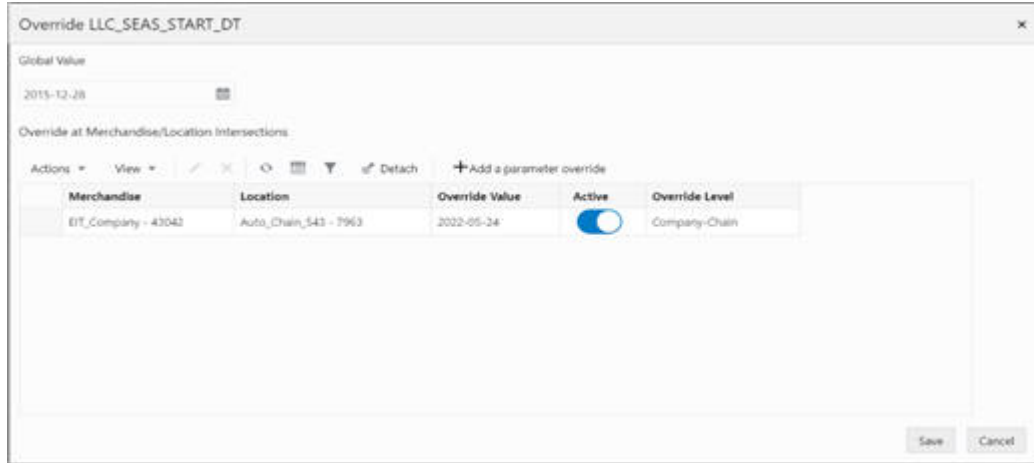 Override LLC_SEAS_START_DT
Global Value
2015-12-28
Override at Merchandise/Location Intersections
Actions View Detach +Add a parameter override
Merchandise Location Override Value Active Override Level
EIT_Company - 43042 Auto_Chain_543 - 7963 2022-05-24 Company-Chain
Save Cancel